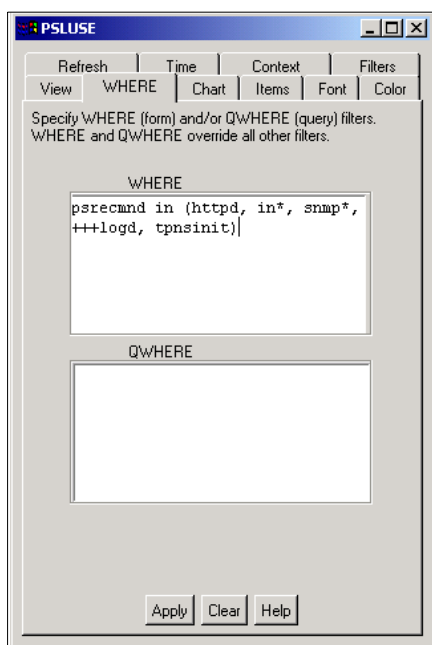 PSLUSE
Refresh Time Context Filters
View WHERE Chart Items Font Color
Specify WHERE (form) and/or QWHERE (query) filters.
WHERE and QWHERE override all other filters.
WHERE
psrecmnd in (httpd, in*, snmp*,
+++logd, tpnsinit)
QWHERE
Apply Clear Help